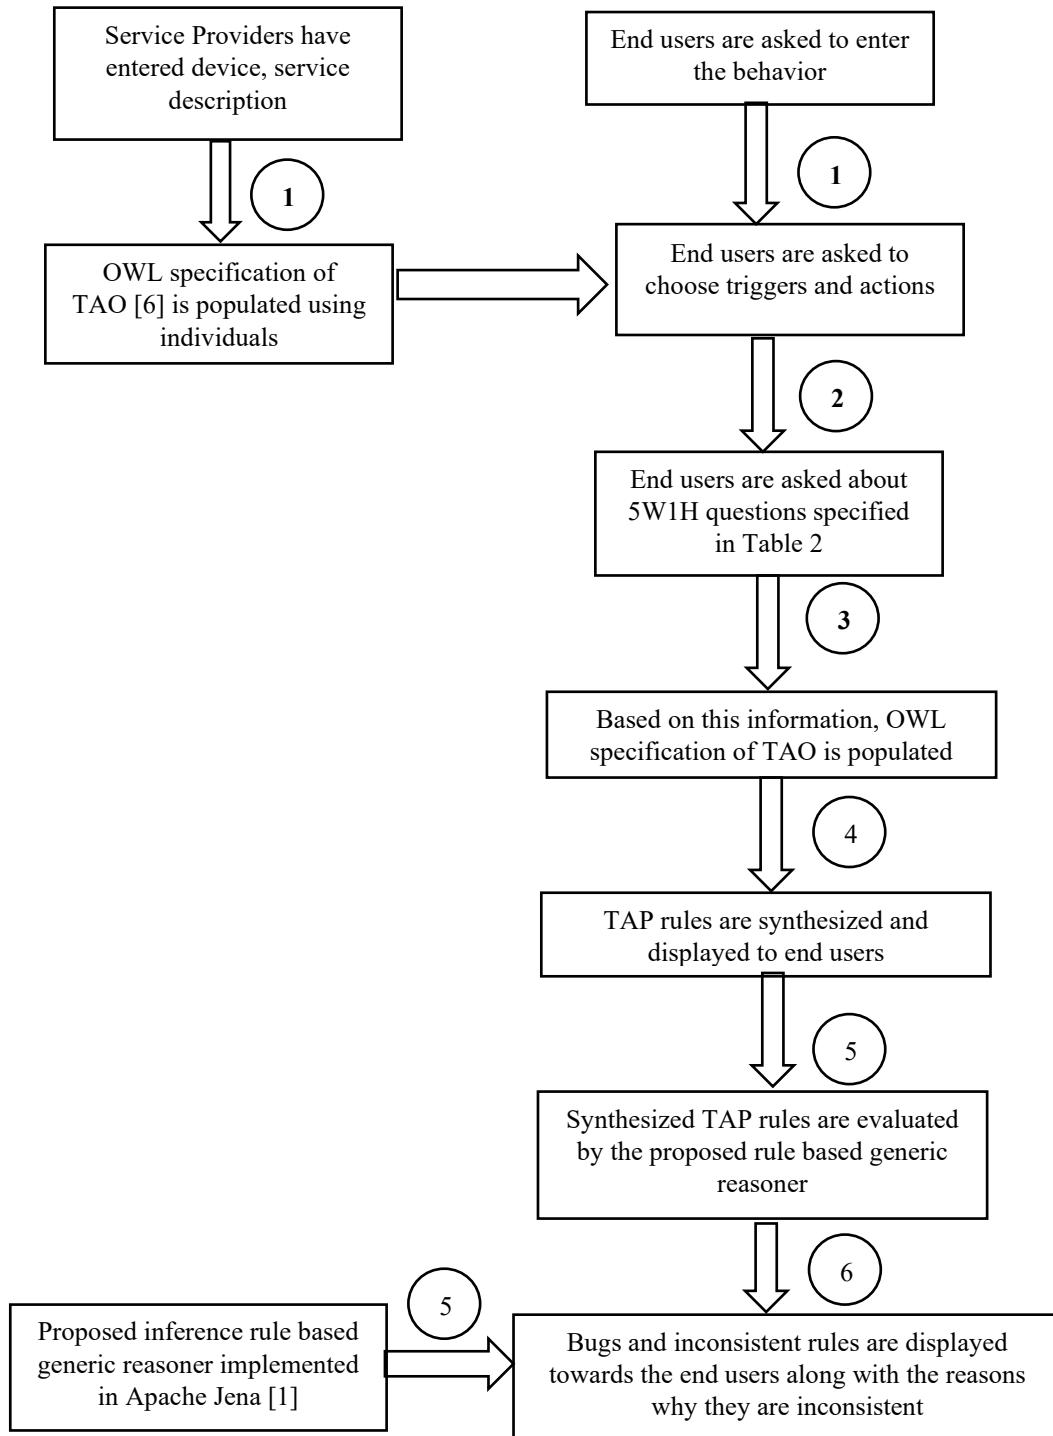 Service Providers have
entered device, service
description
End users are asked to enter
the behavior
1
1
OWL specification of
TAO [6] is populated using
individuals
End users are asked to
choose triggers and actions
2
End users are asked about
5W1H questions specified
in Table 2
3
Based on this information, OWL
specification of TAO is populated
4
TAP rules are synthesized and
displayed to end users
5
Synthesized TAP rules are evaluated
by the proposed rule based generic
reasoner
6
5
Proposed inference rule based
generic reasoner implemented
in Apache Jena [1]
Bugs and inconsistent rules are displayed
towards the end users along with the reasons
why they are inconsistent